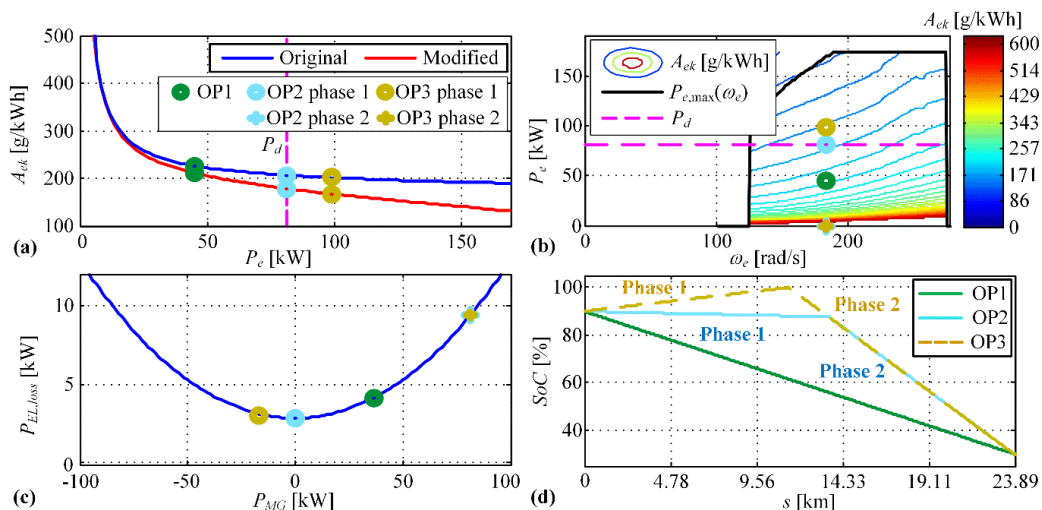 500
400
300
200
100
A_ek [g/kWh]
Original
Modified
OP1
OP2 phase 1
OP3 phase 1
OP2 phase 2
OP3 phase 2
P_d
0
50
100
150
P_e [kW]
(a)
150
100
50
0
P_e [kW]
A_ek [g/kWh]
P_e,max(ω_e)
P_d
0
100
200
ω_e [rad/s]
(b)
A_ek [g/kWh]
600
514
429
343
257
171
86
0
10
5
0
P_EL,loss [kW]
-100
-50
0
50
100
P_MG [kW]
(c)
100
80
60
40
SoC [%]
Phase 1
Phase 2
Phase 1
Phase 2
OP1
OP2
OP3
0
4.78
9.56
14.33
19.11
23.89
s [km]
(d)